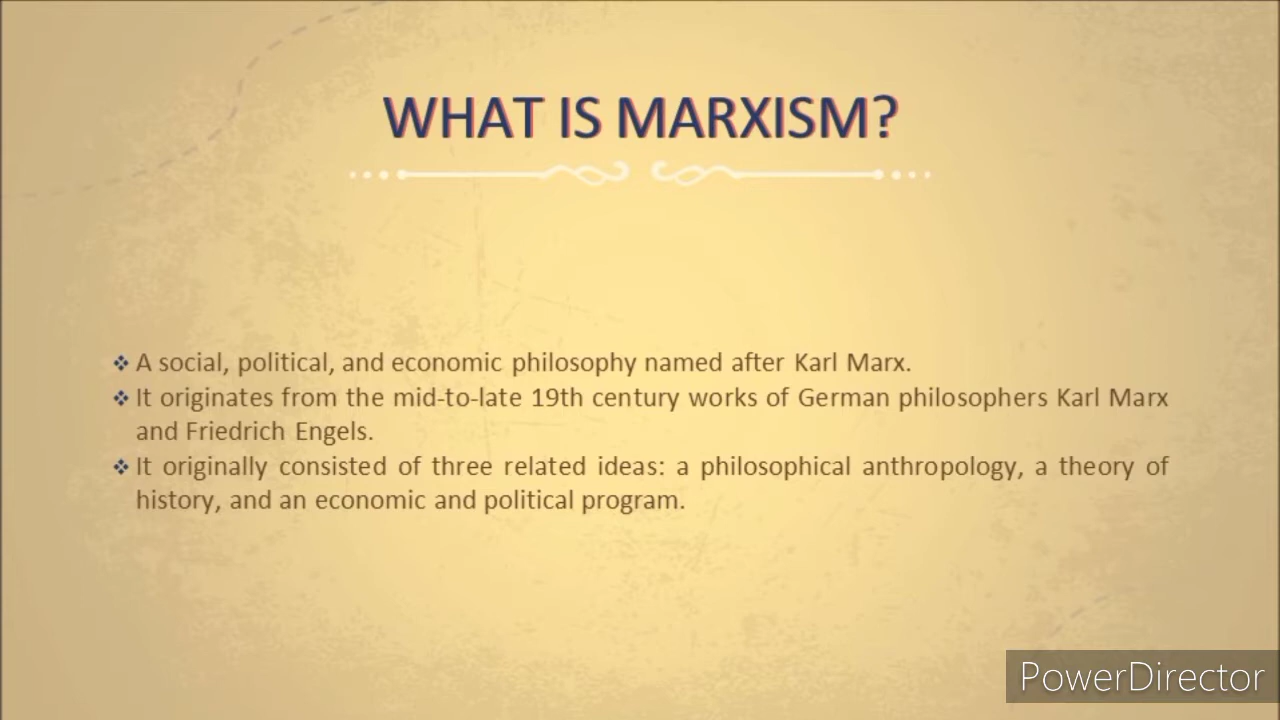 WHAT IS MARXISM?
❖ A social, political, and economic philosophy named after Karl Marx.
❖ It originates from the mid-to-late 19th century works of German philosophers Karl Marx
and Friedrich Engels.
❖ It originally consisted of three related ideas: a philosophical anthropology, a theory of
history, and an economic and political program.
PowerDirector